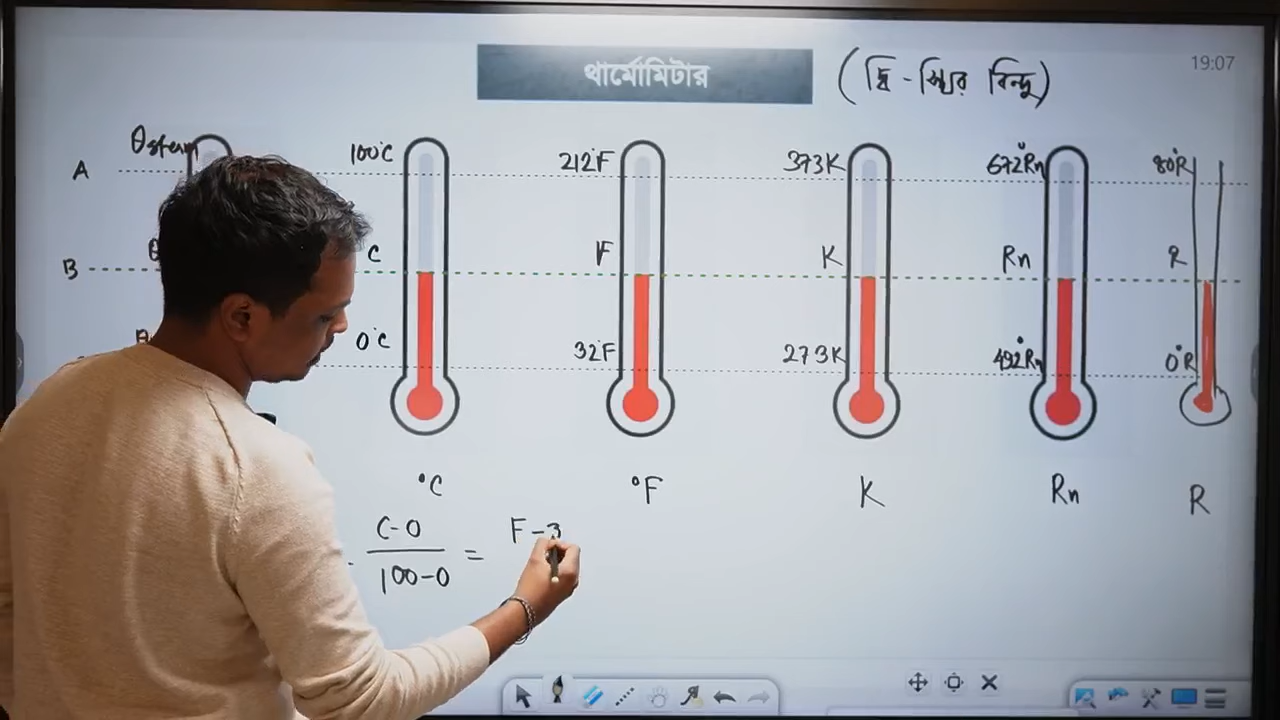 থার্মোমিটার (দ্বি-স্থির বিন্দু) 19:07
A θsteam 100°C 212°F 373K 672°Rn 80°R
B C F K Rn R
0°C 32°F 273K 492°Rn 0°R
°C °F K Rn R
C-0 F-3
=
100-0